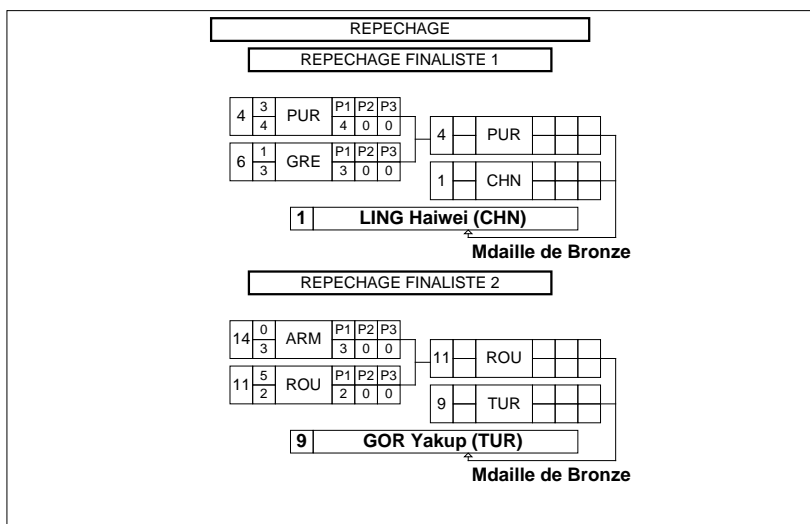 REPECHAGE
REPECHAGE FINALISTE 1
4 3 4 PUR P1 P2 P3 4 0 0
6 1 3 GRE P1 P2 P3 3 0 0
4 PUR
1 CHN
1 LING Haiwei (CHN)
Mdaille de Bronze
REPECHAGE FINALISTE 2
14 0 3 ARM P1 P2 P3 3 0 0
11 5 2 ROU P1 P2 P3 2 0 0
11 ROU
9 TUR
9 GOR Yakup (TUR)
Mdaille de Bronze